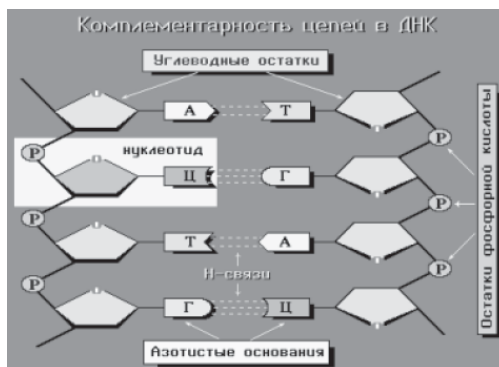 Комплементарность цепей в ДНК
Углеводные остатки
А Т
Р
нуклеотид
Р
Ц Г
Р
Р
Т А
Н-связи
Р
Р
Г Ц
Азотистые основания
Остатки фосфорной кислоты